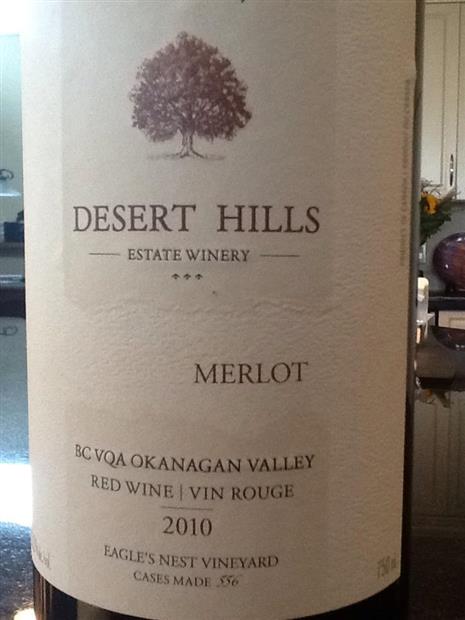 DESERT HILLS
ESTATE WINERY
MERLOT
BC VQA OKANAGAN VALLEY
RED WINE | VIN ROUGE
2010
EAGLE'S NEST VINEYARD
CASES MADE 556
750 mL